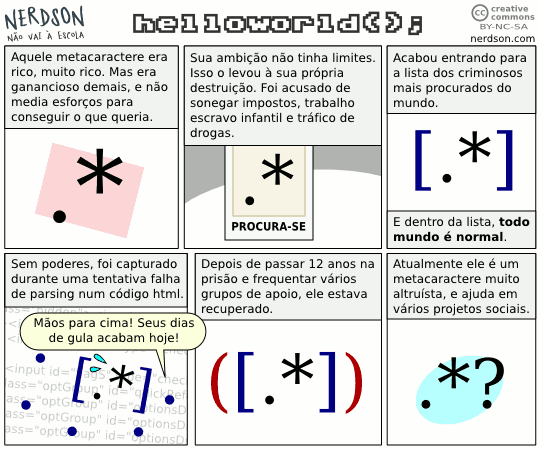 NERDSON
NÃO VAI À ESCOLA
helloworld();
cc creative
commons
BY-NC-SA
nerdson.com
Aquele metacaractere era
rico, muito rico. Mas era
ganancioso demais, e não
media esforços para
conseguir o que queria.
.*
Sua ambição não tinha limites.
Isso o levou à sua própria
destruição. Foi acusado de
sonegar impostos, trabalho
escravo infantil e tráfico de
drogas.
.*
PROCURA-SE
Acabou entrando para
a lista dos criminosos
mais procurados do
mundo.
[.*]
E dentro da lista, todo
mundo é normal.
Sem poderes, foi capturado
durante uma tentativa falha
de parsing num código html.
Mãos para cima! Seus dias
de gula acabam hoje!
[.*]
<input id=
ass="optGroup" id="
ass="optGroup" id="optionsD
ass="optGroup" id="optionsD
Depois de passar 12 anos na
prisão e frequentar vários
grupos de apoio, ele estava
recuperado.
([.*])
Atualmente ele é um
metacaractere muito
altruísta, e ajuda em
vários projetos sociais.
.*?